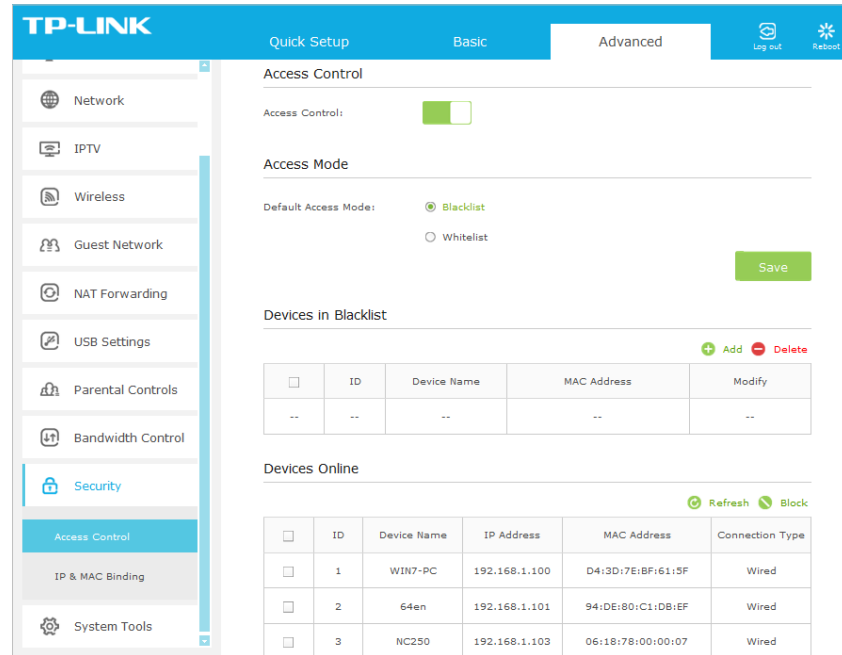 TP-LINK
Quick Setup Basic Advanced Log out Reboot
Network
IPTV
Wireless
Guest Network
NAT Forwarding
USB Settings
Parental Controls
Bandwidth Control
Security
Access Control
IP & MAC Binding
System Tools
Access Control
Access Control:
Access Mode
Default Access Mode: Blacklist
Whitelist
Save
Devices in Blacklist
Add Delete
ID Device Name MAC Address Modify
-- -- -- -- --
Devices Online
Refresh Block
ID Device Name IP Address MAC Address Connection Type
1 WIN7-PC 192.168.1.100 D4:3D:7E:BF:61:5F Wired
2 64en 192.168.1.101 94:DE:80:C1:DB:EF Wired
3 NC250 192.168.1.103 06:18:78:00:00:07 Wired